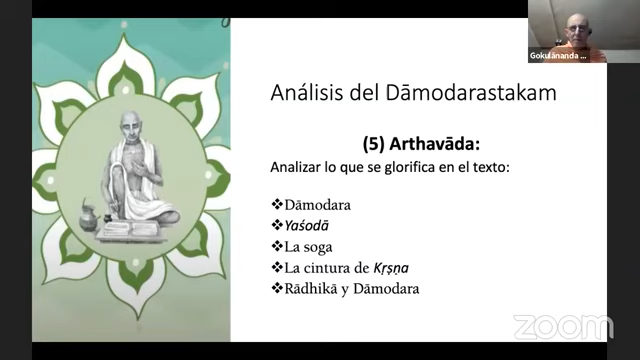 Gokulānanda
Análisis del Dāmodarastakam
(5) Arthavāda:
Analizar lo que se glorifica en el texto:
❖Dāmodara
❖Yaśodā
❖La soga
❖La cintura de Kṛṣṇa
❖Rādhikā y Dāmodara
zoom